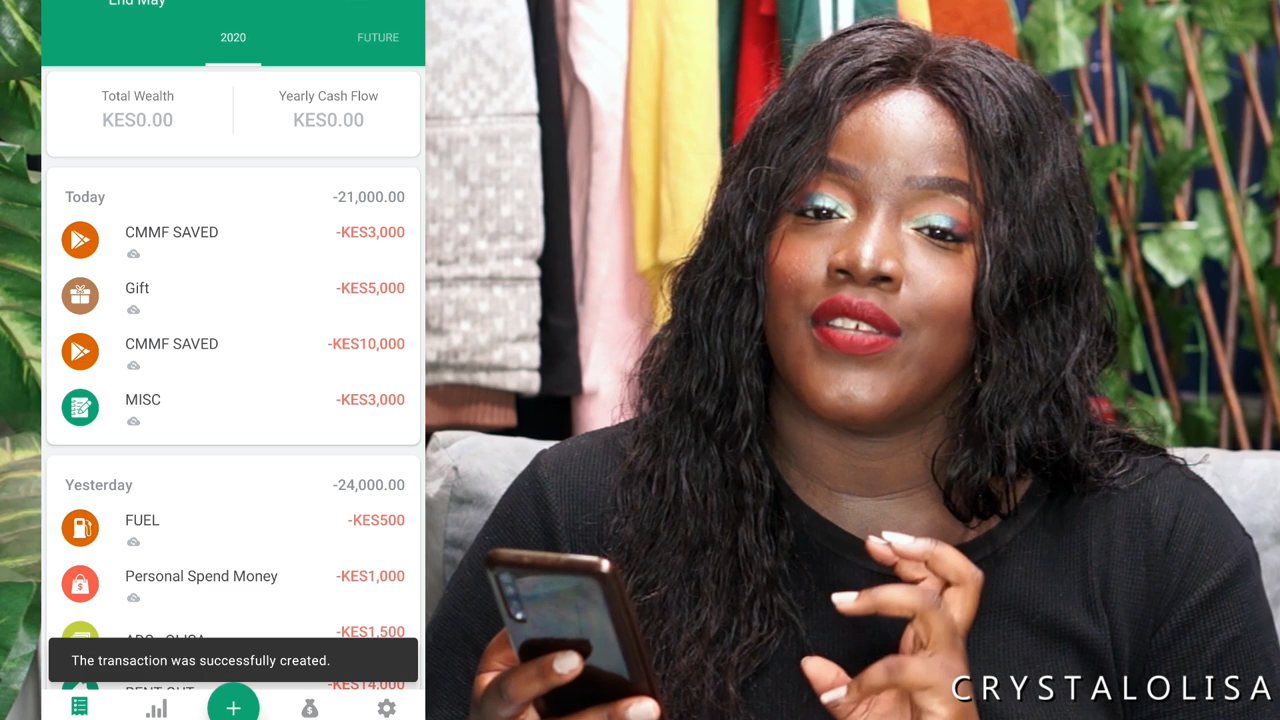 End May
2020
FUTURE
Total Wealth
Yearly Cash Flow
KES0.00
KES0.00
Today
-21,000.00
CMMF SAVED
-KES3,000
Gift
-KES5,000
CMMF SAVED
-KES10,000
MISC
-KES3,000
Yesterday
-24,000.00
FUEL
-KES500
Personal Spend Money
-KES1,000
-KES1,500
The transaction was successfully created.
-KES14,000
CRYSTALOLISA